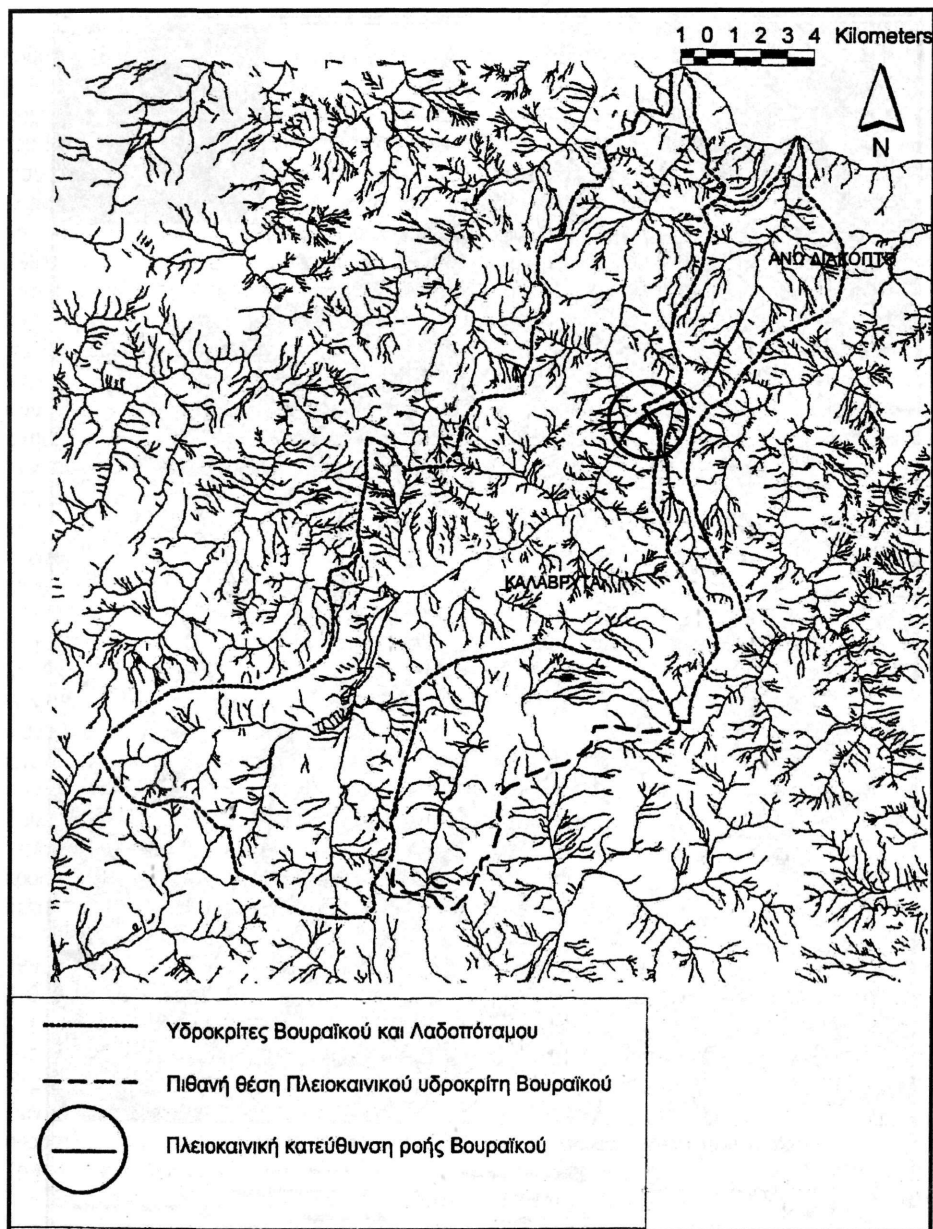 1 0 1 2 3 4 Kilometers
N
ΑΝΩ ΔΙΑΚΟΠΤΟ
ΚΑΛΑΒΡΥΤΑ
Υδροκρίτες Βουραϊκού και Λαδοπόταμου
Πιθανή θέση Πλειοκαινικού υδροκρίτη Βουραϊκού
Πλειοκαινική κατεύθυνση ροής Βουραϊκού